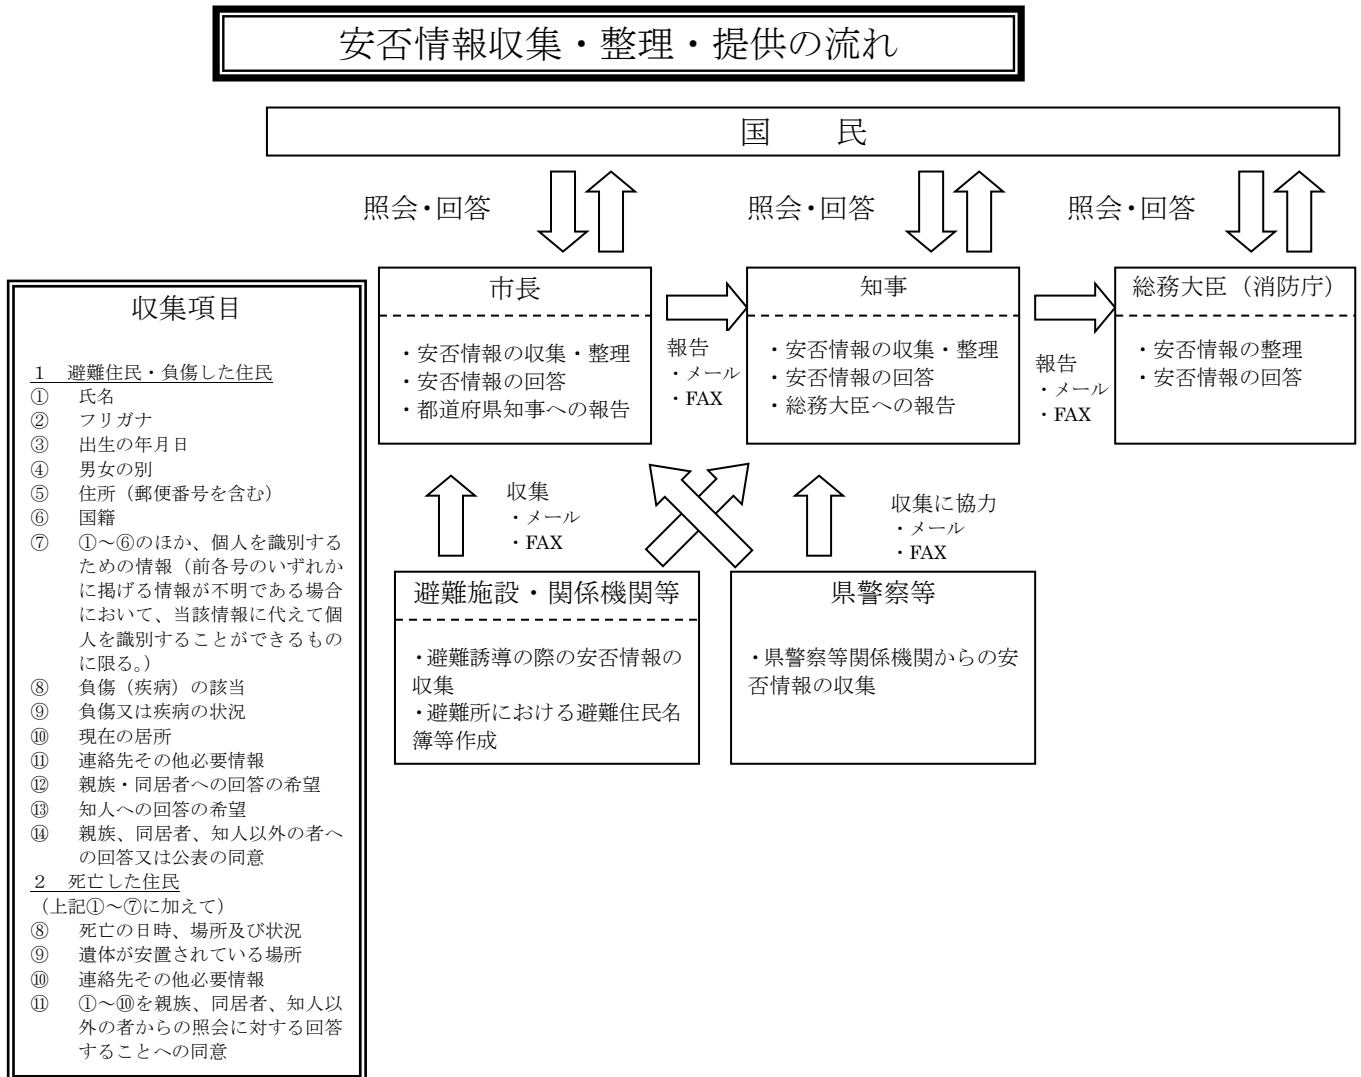 安否情報収集・整理・提供の流れ
国　　民
照会・回答
照会・回答
照会・回答
市長
・安否情報の収集・整理
・安否情報の回答
・都道府県知事への報告
報告
・メール
・FAX
知事
・安否情報の収集・整理
・安否情報の回答
・総務大臣への報告
報告
・メール
・FAX
総務大臣（消防庁）
・安否情報の整理
・安否情報の回答
収集
・メール
・FAX
収集に協力
・メール
・FAX
避難施設・関係機関等
・避難誘導の際の安否情報の
収集
・避難所における避難住民名
簿等作成
県警察等
・県警察等関係機関からの安
否情報の収集
収集項目
１　避難住民・負傷した住民
①　氏名
②　フリガナ
③　出生の年月日
④　男女の別
⑤　住所（郵便番号を含む）
⑥　国籍
⑦　①～⑥のほか、個人を識別する
ための情報（前各号のいずれか
に掲げる情報が不明である場合
において、当該情報に代えて個
人を識別することができるもの
に限る。）
⑧　負傷（疾病）の該当
⑨　負傷又は疾病の状況
⑩　現在の居所
⑪　連絡先その他必要情報
⑫　親族・同居者への回答の希望
⑬　知人への回答の希望
⑭　親族、同居者、知人以外の者へ
の回答又は公表の同意
２　死亡した住民
（上記①～⑦に加えて）
⑧　死亡の日時、場所及び状況
⑨　遺体が安置されている場所
⑩　連絡先その他必要情報
⑪　①～⑩を親族、同居者、知人以
外の者からの照会に対する回答
することへの同意